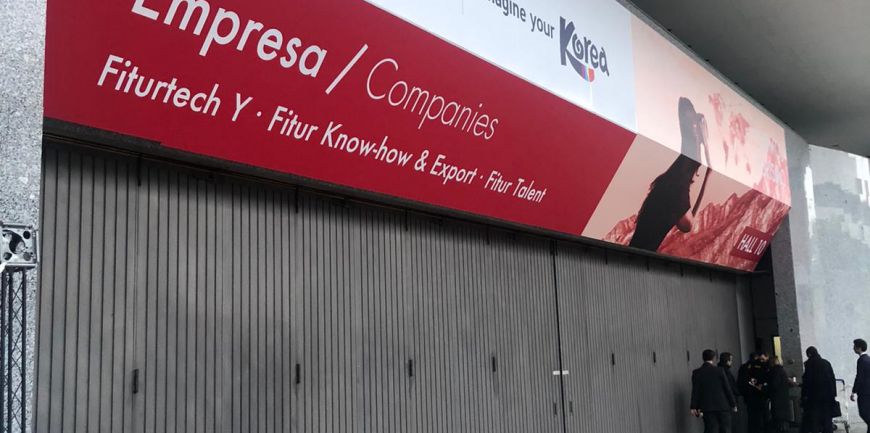 Imagine your
Korea
Empresa / Companies
Fiturtech Y · Fitur Know-how & Export · Fitur Talent
HALL 10